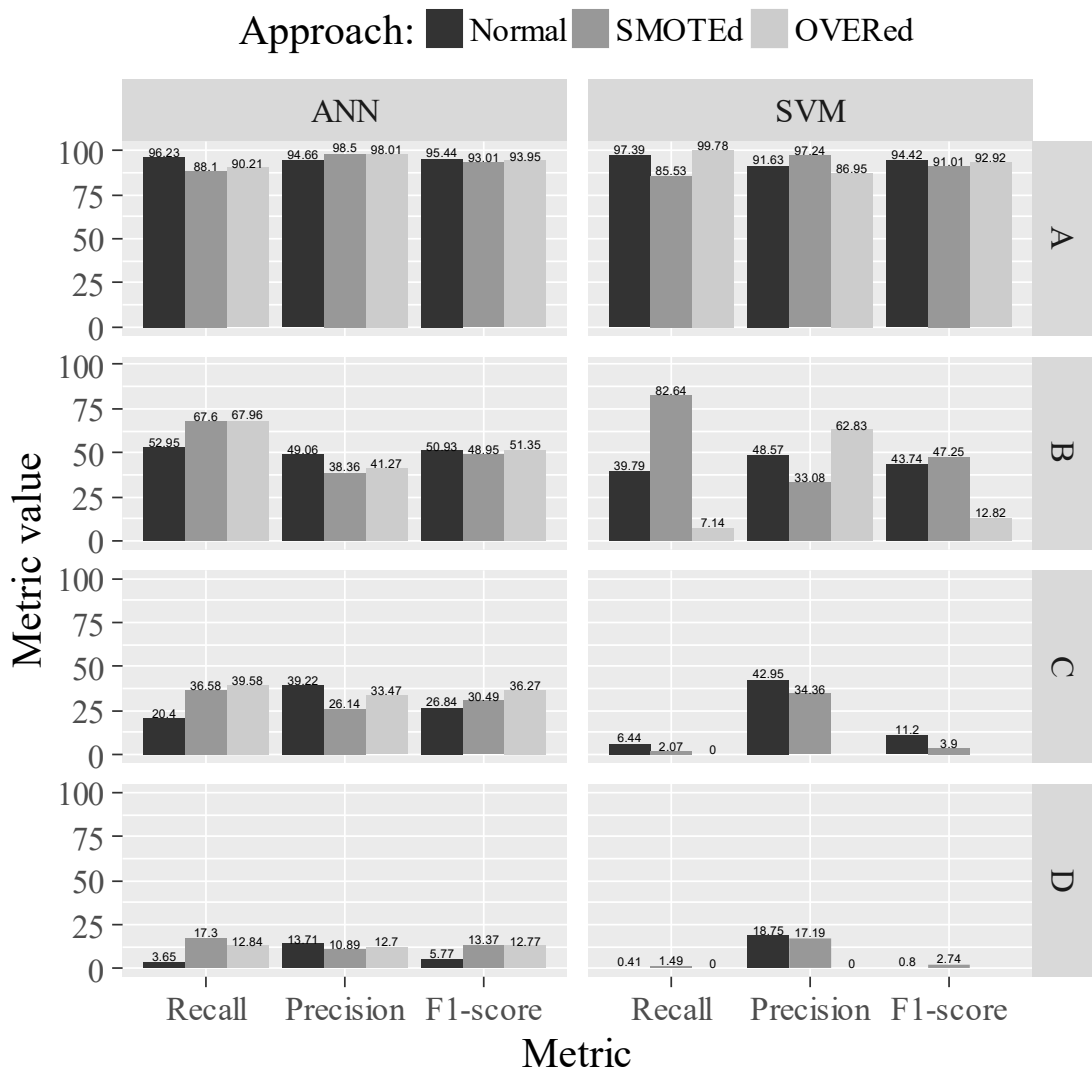 Approach: Normal SMOTEd OVERed
ANN SVM
100 96.23 88.1 90.21 94.66 98.5 98.01 95.44 93.01 93.95 97.39 85.53 99.78 91.63 97.24 86.95 94.42 91.01 92.92
75
50
25
0
A
100
75 52.95 67.6 67.96 49.06 38.36 41.27 50.93 48.95 51.35 39.79 82.64 7.14 48.57 33.08 62.83 43.74 47.25 12.82
50
25
0
B
Metric value
100
75
50 20.4 36.58 39.58 39.22 26.14 33.47 26.84 30.49 36.27 6.44 2.07 0 42.95 34.36 11.2 3.9
25
0
C
100
75
50
25 3.65 17.3 12.84 13.71 10.89 12.7 5.77 13.37 12.77 0.41 1.49 0 18.75 17.19 0 0.8 2.74
0
D
Recall Precision F1-score Recall Precision F1-score
Metric